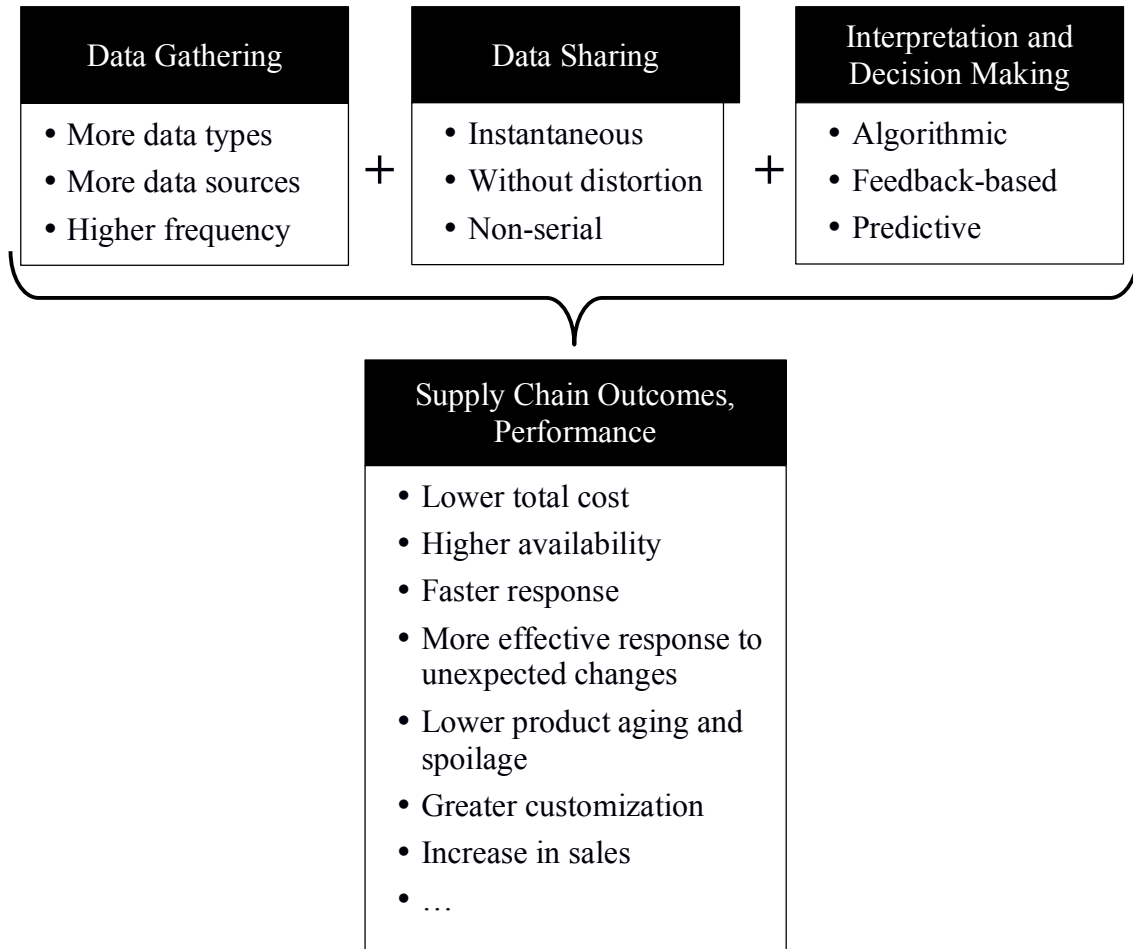 Data Gathering
• More data types
• More data sources
• Higher frequency
+
Data Sharing
• Instantaneous
• Without distortion
• Non-serial
+
Interpretation and
Decision Making
• Algorithmic
• Feedback-based
• Predictive
Supply Chain Outcomes,
Performance
• Lower total cost
• Higher availability
• Faster response
• More effective response to
unexpected changes
• Lower product aging and
spoilage
• Greater customization
• Increase in sales
• …